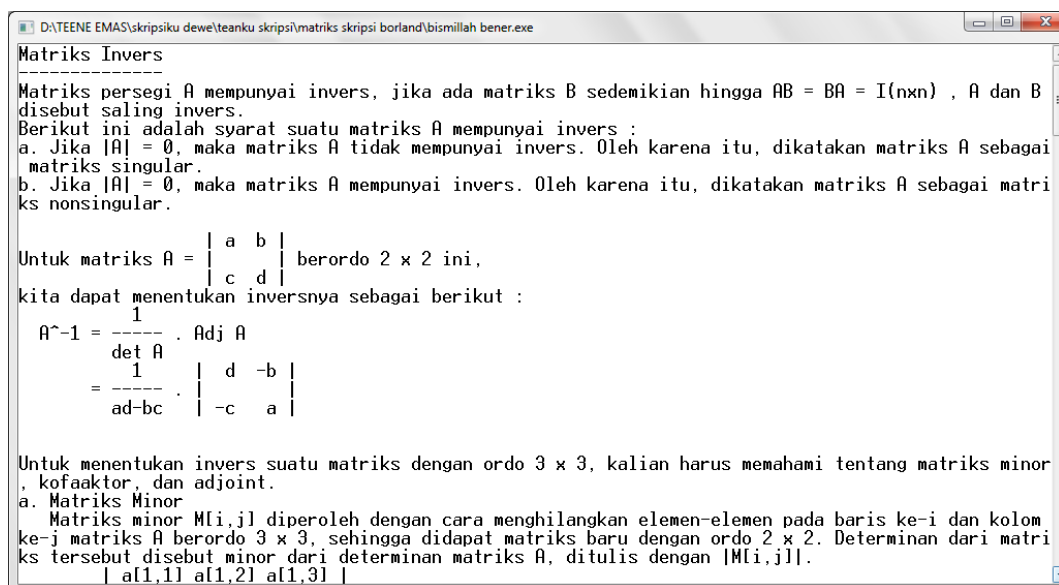 D:\TEENE EMAS\skripsiku dewe\teanku skripsi\matriks skripsi borland\bismillah bener.exe
Matriks Invers
--------------
Matriks persegi A mempunyai invers, jika ada matriks B sedemikian hingga AB = BA = I(nxn) , A dan B
disebut saling invers.
Berikut ini adalah syarat suatu matriks A mempunyai invers :
a. Jika |A| = 0, maka matriks A tidak mempunyai invers. Oleh karena itu, dikatakan matriks A sebagai
 matriks singular.
b. Jika |A| = 0, maka matriks A mempunyai invers. Oleh karena itu, dikatakan matriks A sebagai matri
ks nonsingular.
                 | a  b |
Untuk matriks A = |      | berordo 2 x 2 ini,
                 | c  d |
kita dapat menentukan inversnya sebagai berikut :
           1
  A^-1 = ----- . Adj A
         det A
           1     |  d  -b |
       = ----- . |        |
         ad-bc   | -c   a |
Untuk menentukan invers suatu matriks dengan ordo 3 x 3, kalian harus memahami tentang matriks minor
, kofaaktor, dan adjoint.
a. Matriks Minor
   Matriks minor M[i,j] diperoleh dengan cara menghilangkan elemen-elemen pada baris ke-i dan kolom
ke-j matriks A berordo 3 x 3, sehingga didapat matriks baru dengan ordo 2 x 2. Determinan dari matri
ks tersebut disebut minor dari determinan matriks A, ditulis dengan |M[i,j]|.
        | a[1,1] a[1,2] a[1,3] |